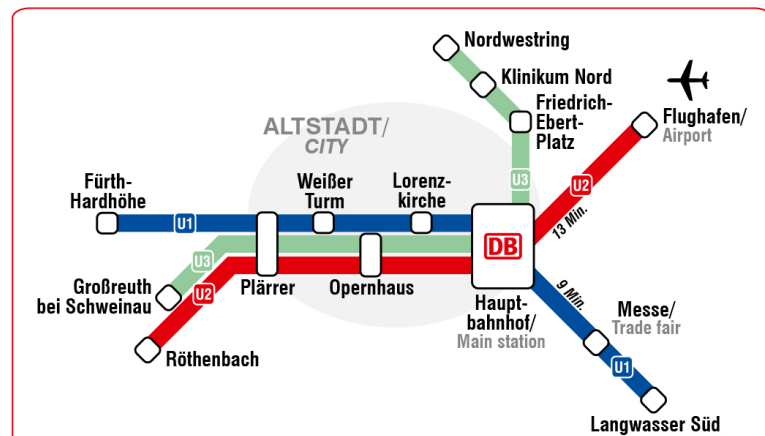 Nordwestring
Klinikum Nord
Friedrich-
Ebert-
Platz
Flughafen/
Airport
ALTSTADT/
CITY
U3
U2
13 Min.
Fürth-
Hardhöhe
Weißer
Turm
Lorenz-
kirche
U1
DB
U3
Großreuth
bei Schweinau
U2
Plärrer
Opernhaus
Haupt-
bahnhof/
Main station
9 Min.
Messe/
Trade fair
U1
Röthenbach
Langwasser Süd